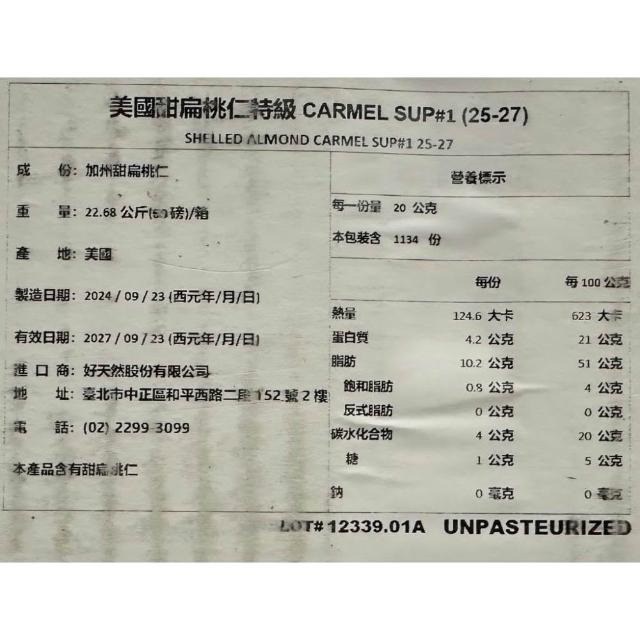 美國甜扁桃仁特級 CARMEL SUP#1 (25-27)
SHELLED ALMOND CARMEL SUP#1 25-27
成 份: 加州甜扁桃仁
重 量: 22.68 公斤(50 磅)/箱
產 地: 美國
製造日期: 2024 / 09 / 23 (西元年/月/日)
有效日期: 2027 / 09 / 23 (西元年/月/日)
進 口 商: 好天然股份有限公司
地 址: 臺北市中正區和平西路二段 152 號 2 樓
電 話: (02) 2299-3099
本產品含有甜扁桃仁
營養標示
每一份量 20 公克
本包裝含 1134 份
每份 每 100 公克
熱量 124.6 大卡 623 大卡
蛋白質 4.2 公克 21 公克
脂肪 10.2 公克 51 公克
飽和脂肪 0.8 公克 4 公克
反式脂肪 0 公克 0 公克
碳水化合物 4 公克 20 公克
糖 1 公克 5 公克
鈉 0 毫克 0 毫克
LOT# 12339.01A UNPASTEURIZED